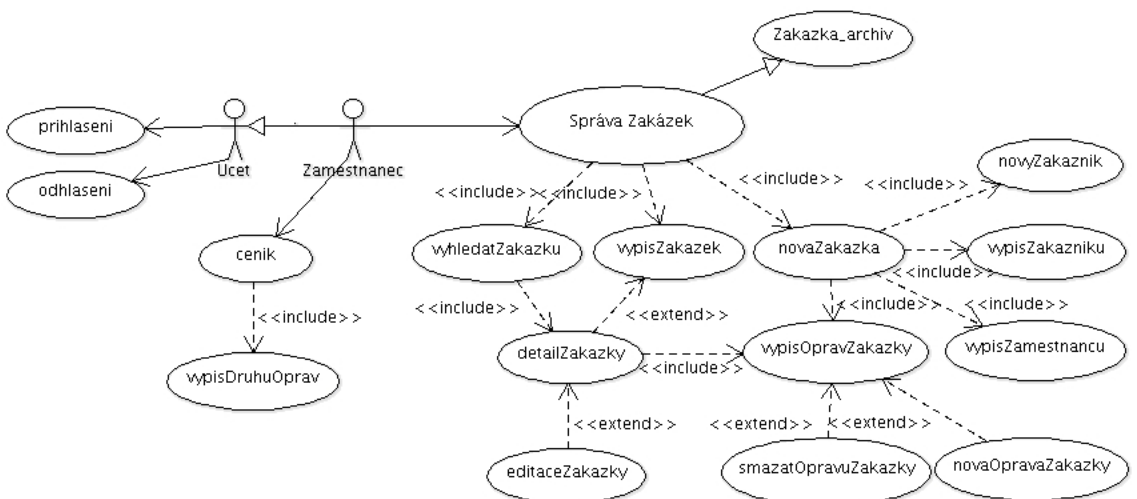 Zakazka_archiv
Správa Zakázek
prihlaseni
odhlaseni
Ucet
Zamestnanec
novyZakaznik
<<include>>
<<include>>
<<include>>
<<include>>
cenik
vyhledatZakazku
vypisZakazek
novaZakazka
vypisZakazniku
<<include>>
<<include>>
<<include>>
<<extend>>
<<include>>
<<include>>
vypisDruhuOprav
detailZakazky
vypisOpravZakazky
vypisZamestnancu
<<include>>
<<extend>>
<<extend>>
<<extend>>
editaceZakazky
smazatOpravuZakazky
novaOpravaZakazky